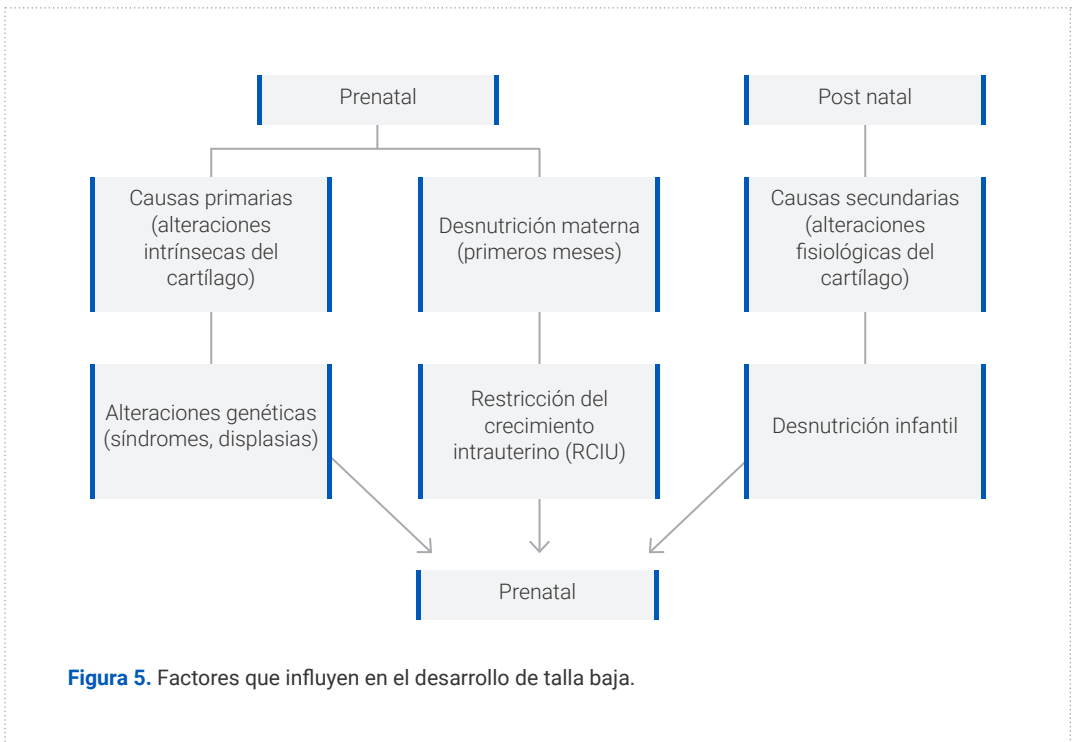 Prenatal
Post natal
Causas primarias
(alteraciones
intrínsecas del
cartílago)
Desnutrición materna
(primeros meses)
Causas secundarias
(alteraciones
fisiológicas del
cartílago)
Alteraciones genéticas
(síndromes, displasias)
Restricción del
crecimiento
intrauterino (RCIU)
Desnutrición infantil
Prenatal
Figura 5. Factores que influyen en el desarrollo de talla baja.